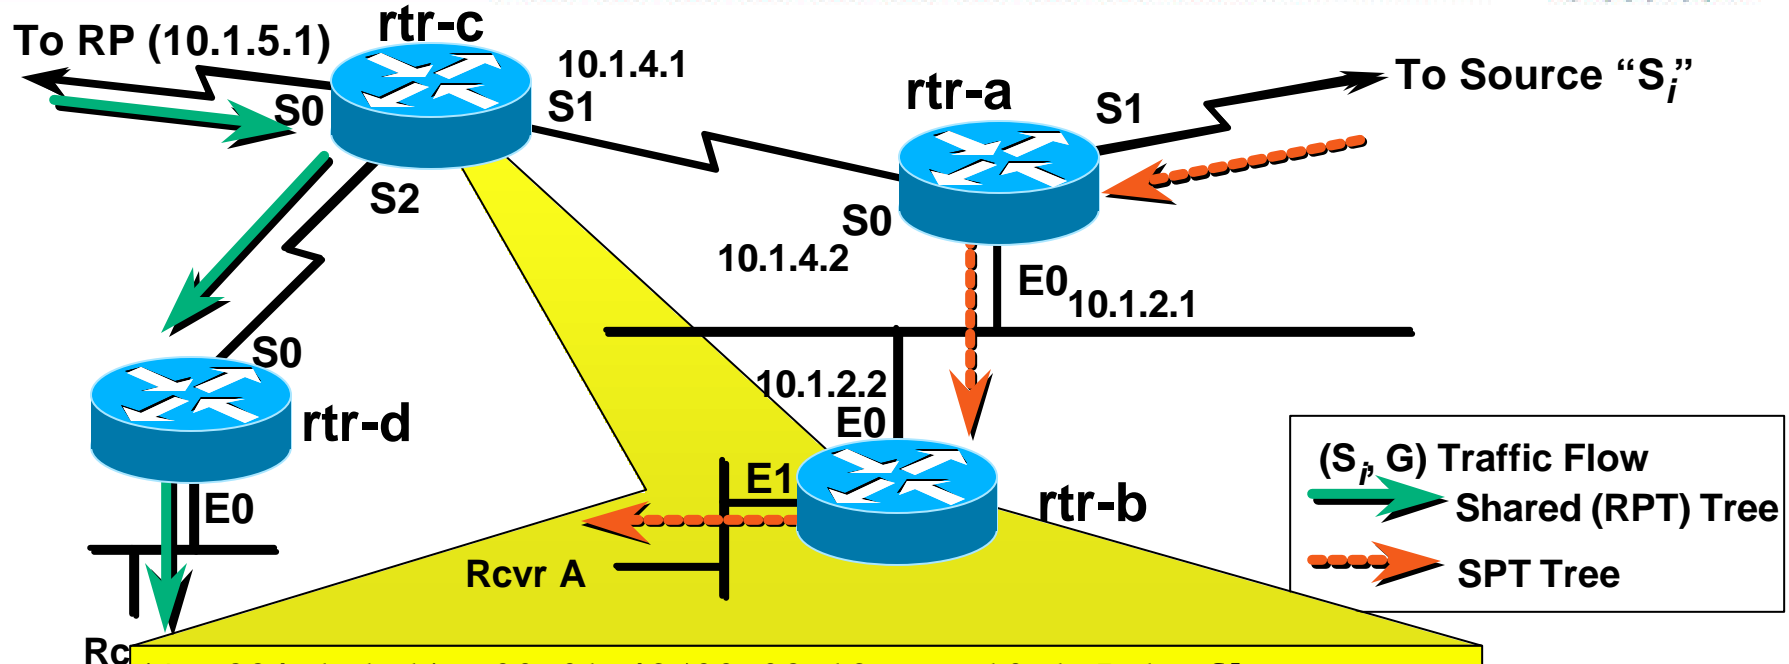 To RP (10.1.5.1)
rtr-c
10.1.4.1
S0
S1
S2
rtr-a
S1
To Source “Si”
S0
10.1.4.2
E0
10.1.2.1
S0
rtr-d
E0
10.1.2.2
E0
E1
rtr-b
Rcvr A
(Si, G) Traffic Flow
Shared (RPT) Tree
SPT Tree